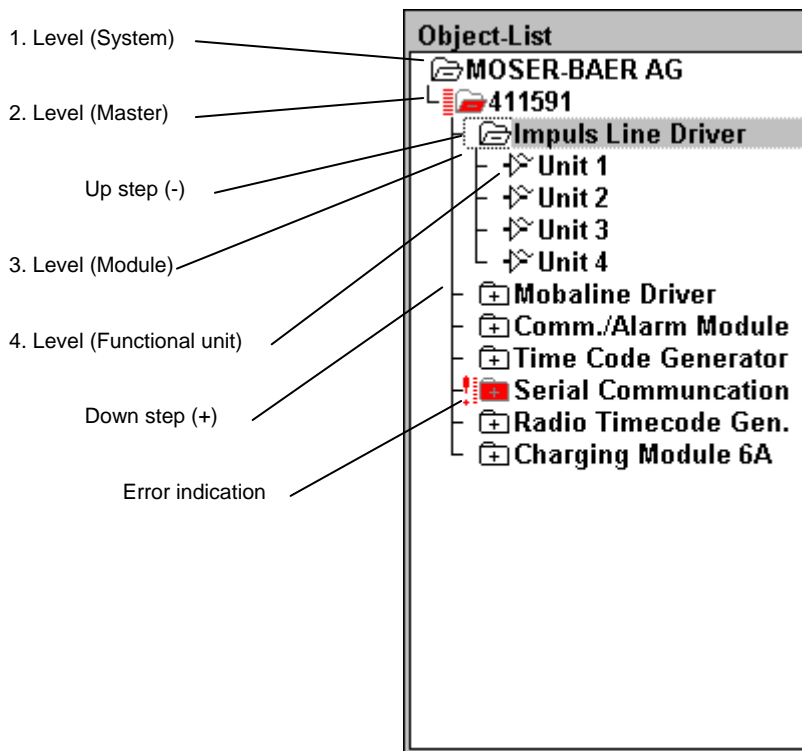 1. Level (System)
2. Level (Master)
Up step (-)
3. Level (Module)
4. Level (Functional unit)
Down step (+)
Error indication
Object-List
MOSER-BAER AG
411591
Impuls Line Driver
Unit 1
Unit 2
Unit 3
Unit 4
Mobaline Driver
Comm./Alarm Module
Time Code Generator
Serial Communcation
Radio Timecode Gen.
Charging Module 6A